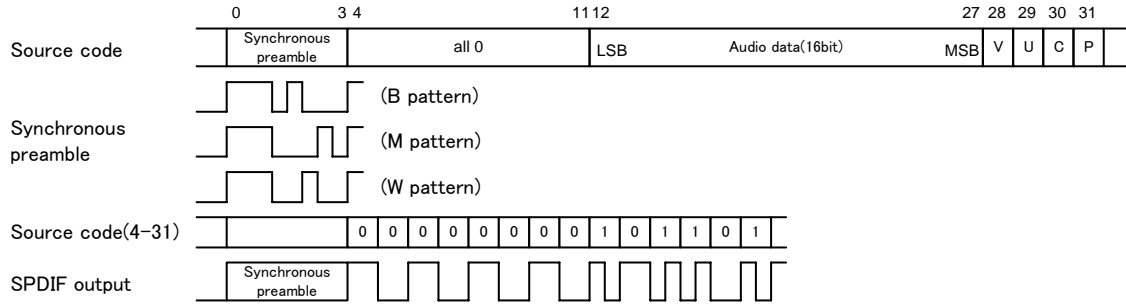 0 3 4 11 12 27 28 29 30 31
Source code
Synchronous
preamble
all 0
LSB
Audio data(16bit)
MSB
V
U
C
P
(B pattern)
Synchronous
preamble
(M pattern)
(W pattern)
Source code(4-31)
0 0 0 0 0 0 0 0 1 0 1 1 0 1
SPDIF output
Synchronous
preamble